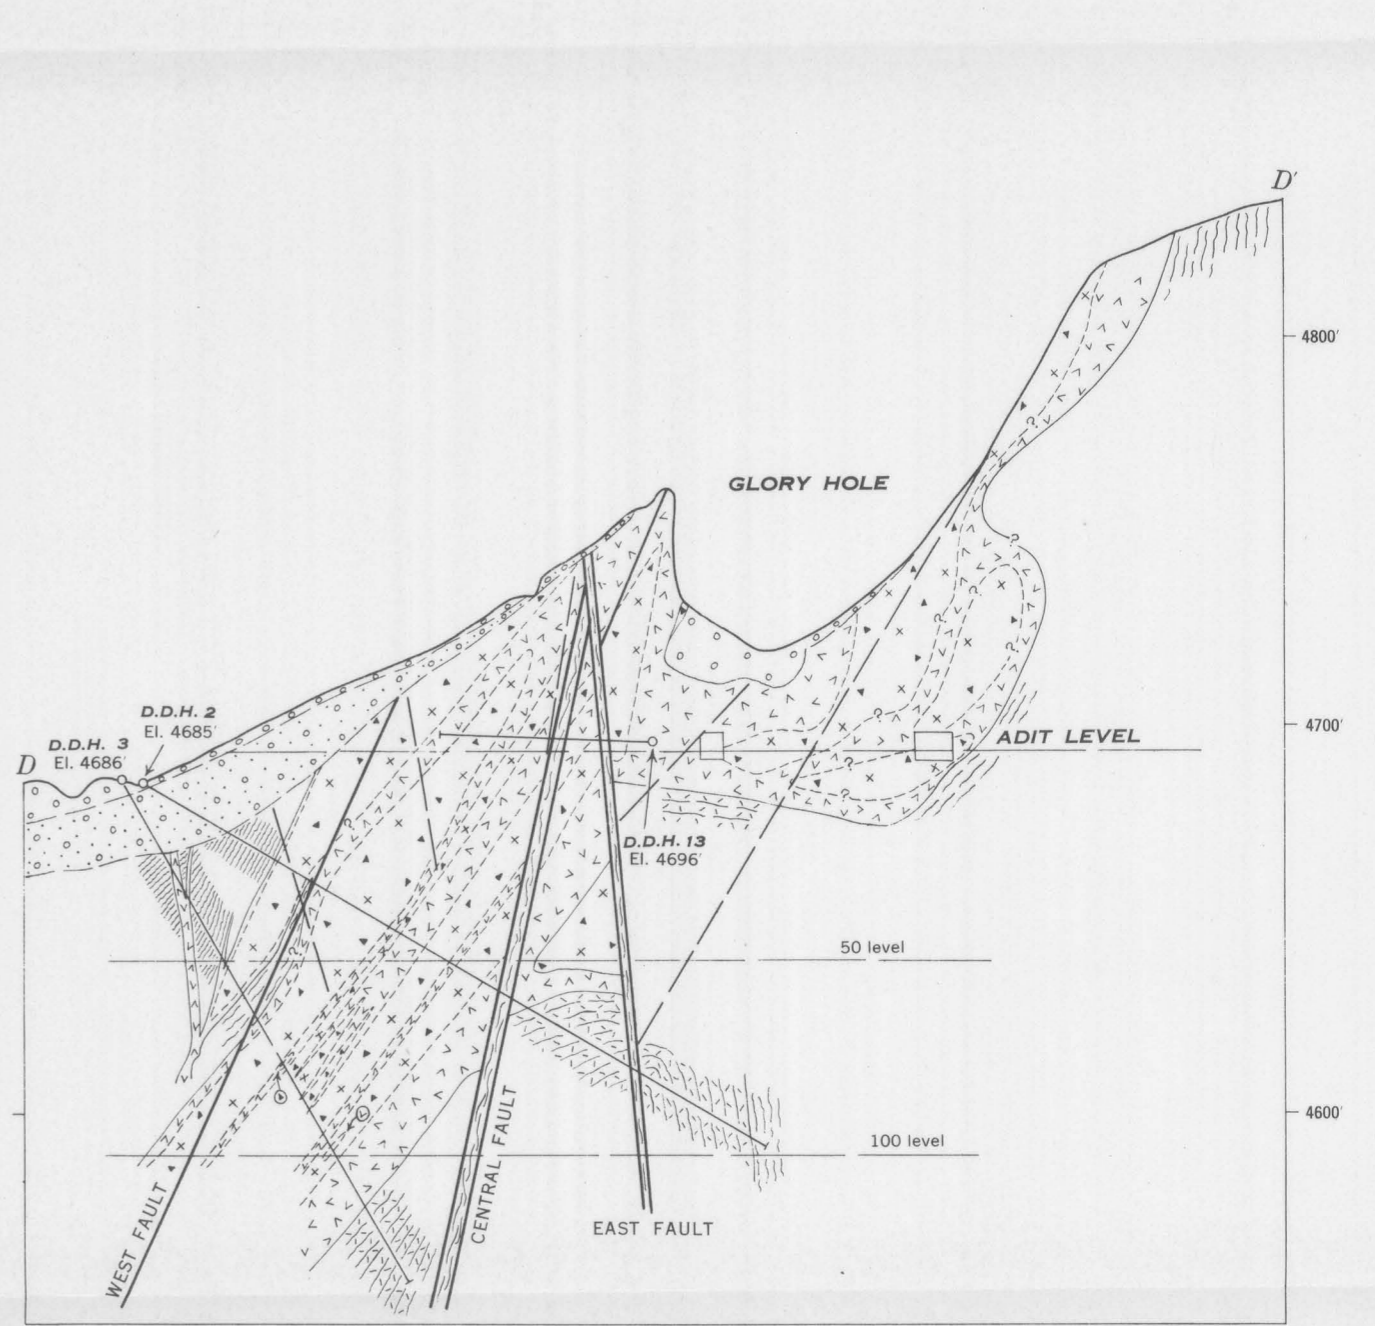 D'
4800'
GLORY HOLE
D.D.H. 2
El. 4685'
4700'
D.D.H. 3
El. 4686'
D
ADIT LEVEL
D.D.H. 13
El. 4696'
50 level
4600'
100 level
WEST FAULT
CENTRAL FAULT
EAST FAULT
?
?
?
?
?
?
?
?
?